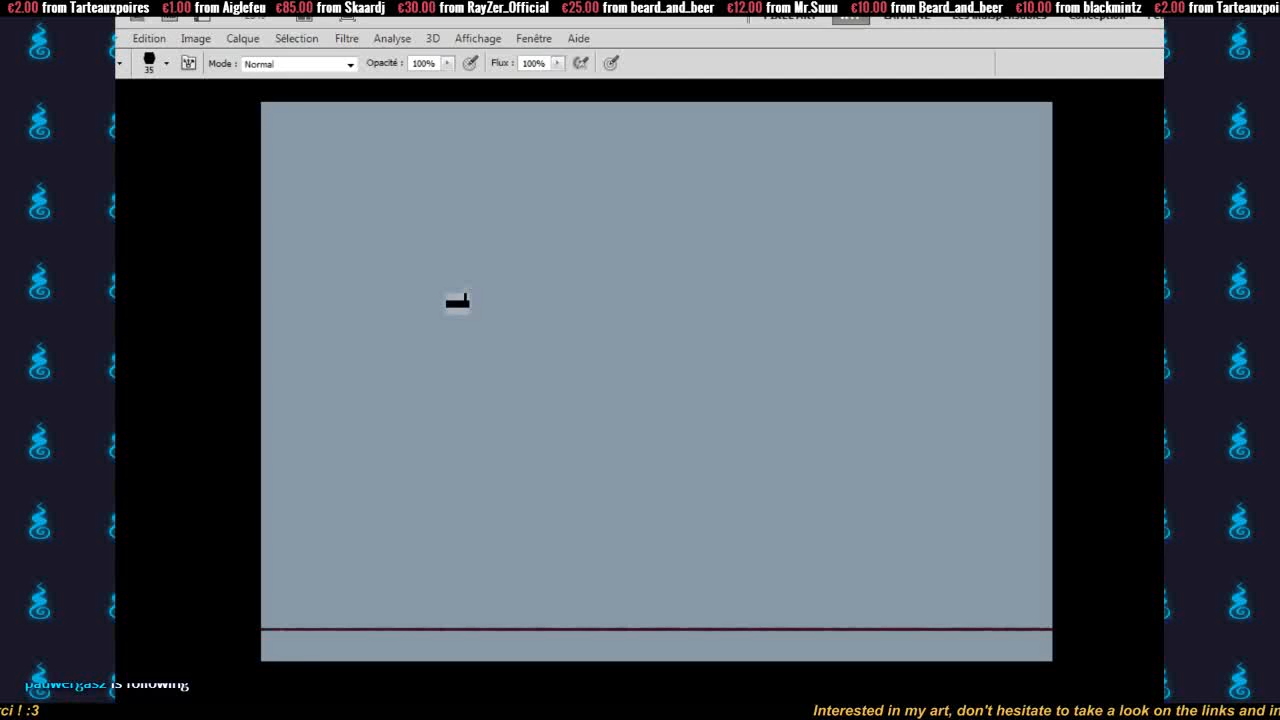 €2.00 from Tarteauxpoires €1.00 from Aiglefeu €85.00 from Skaardj €30.00 from RayZer_Official €25.00 from beard_and_beer €12.00 from Mr.Suuu €10.00 from Beard_and_beer €10.00 from blackmintz €2.00 from Tarteauxpoi
Edition Image Calque Sélection Filtre Analyse 3D Affichage Fenêtre Aide
35 Mode : Normal Opacité : 100% Flux : 100%
is following
rci ! :3 Interested in my art, don't hesitate to take a look on the links and in